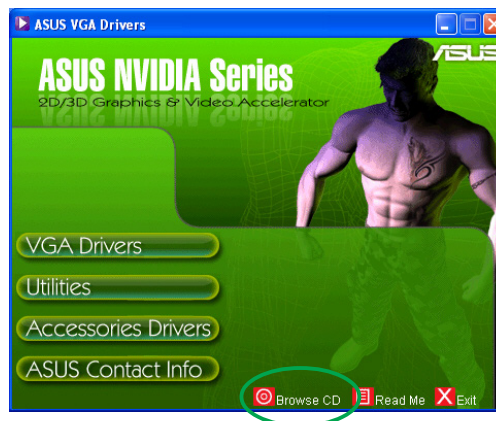 ASUS VGA Drivers
ASUS
ASUS NVIDIA Series
2D/3D Graphics & Video Accelerator
VGA Drivers
Utilities
Accessories Drivers
ASUS Contact Info
Browse CD Read Me Exit